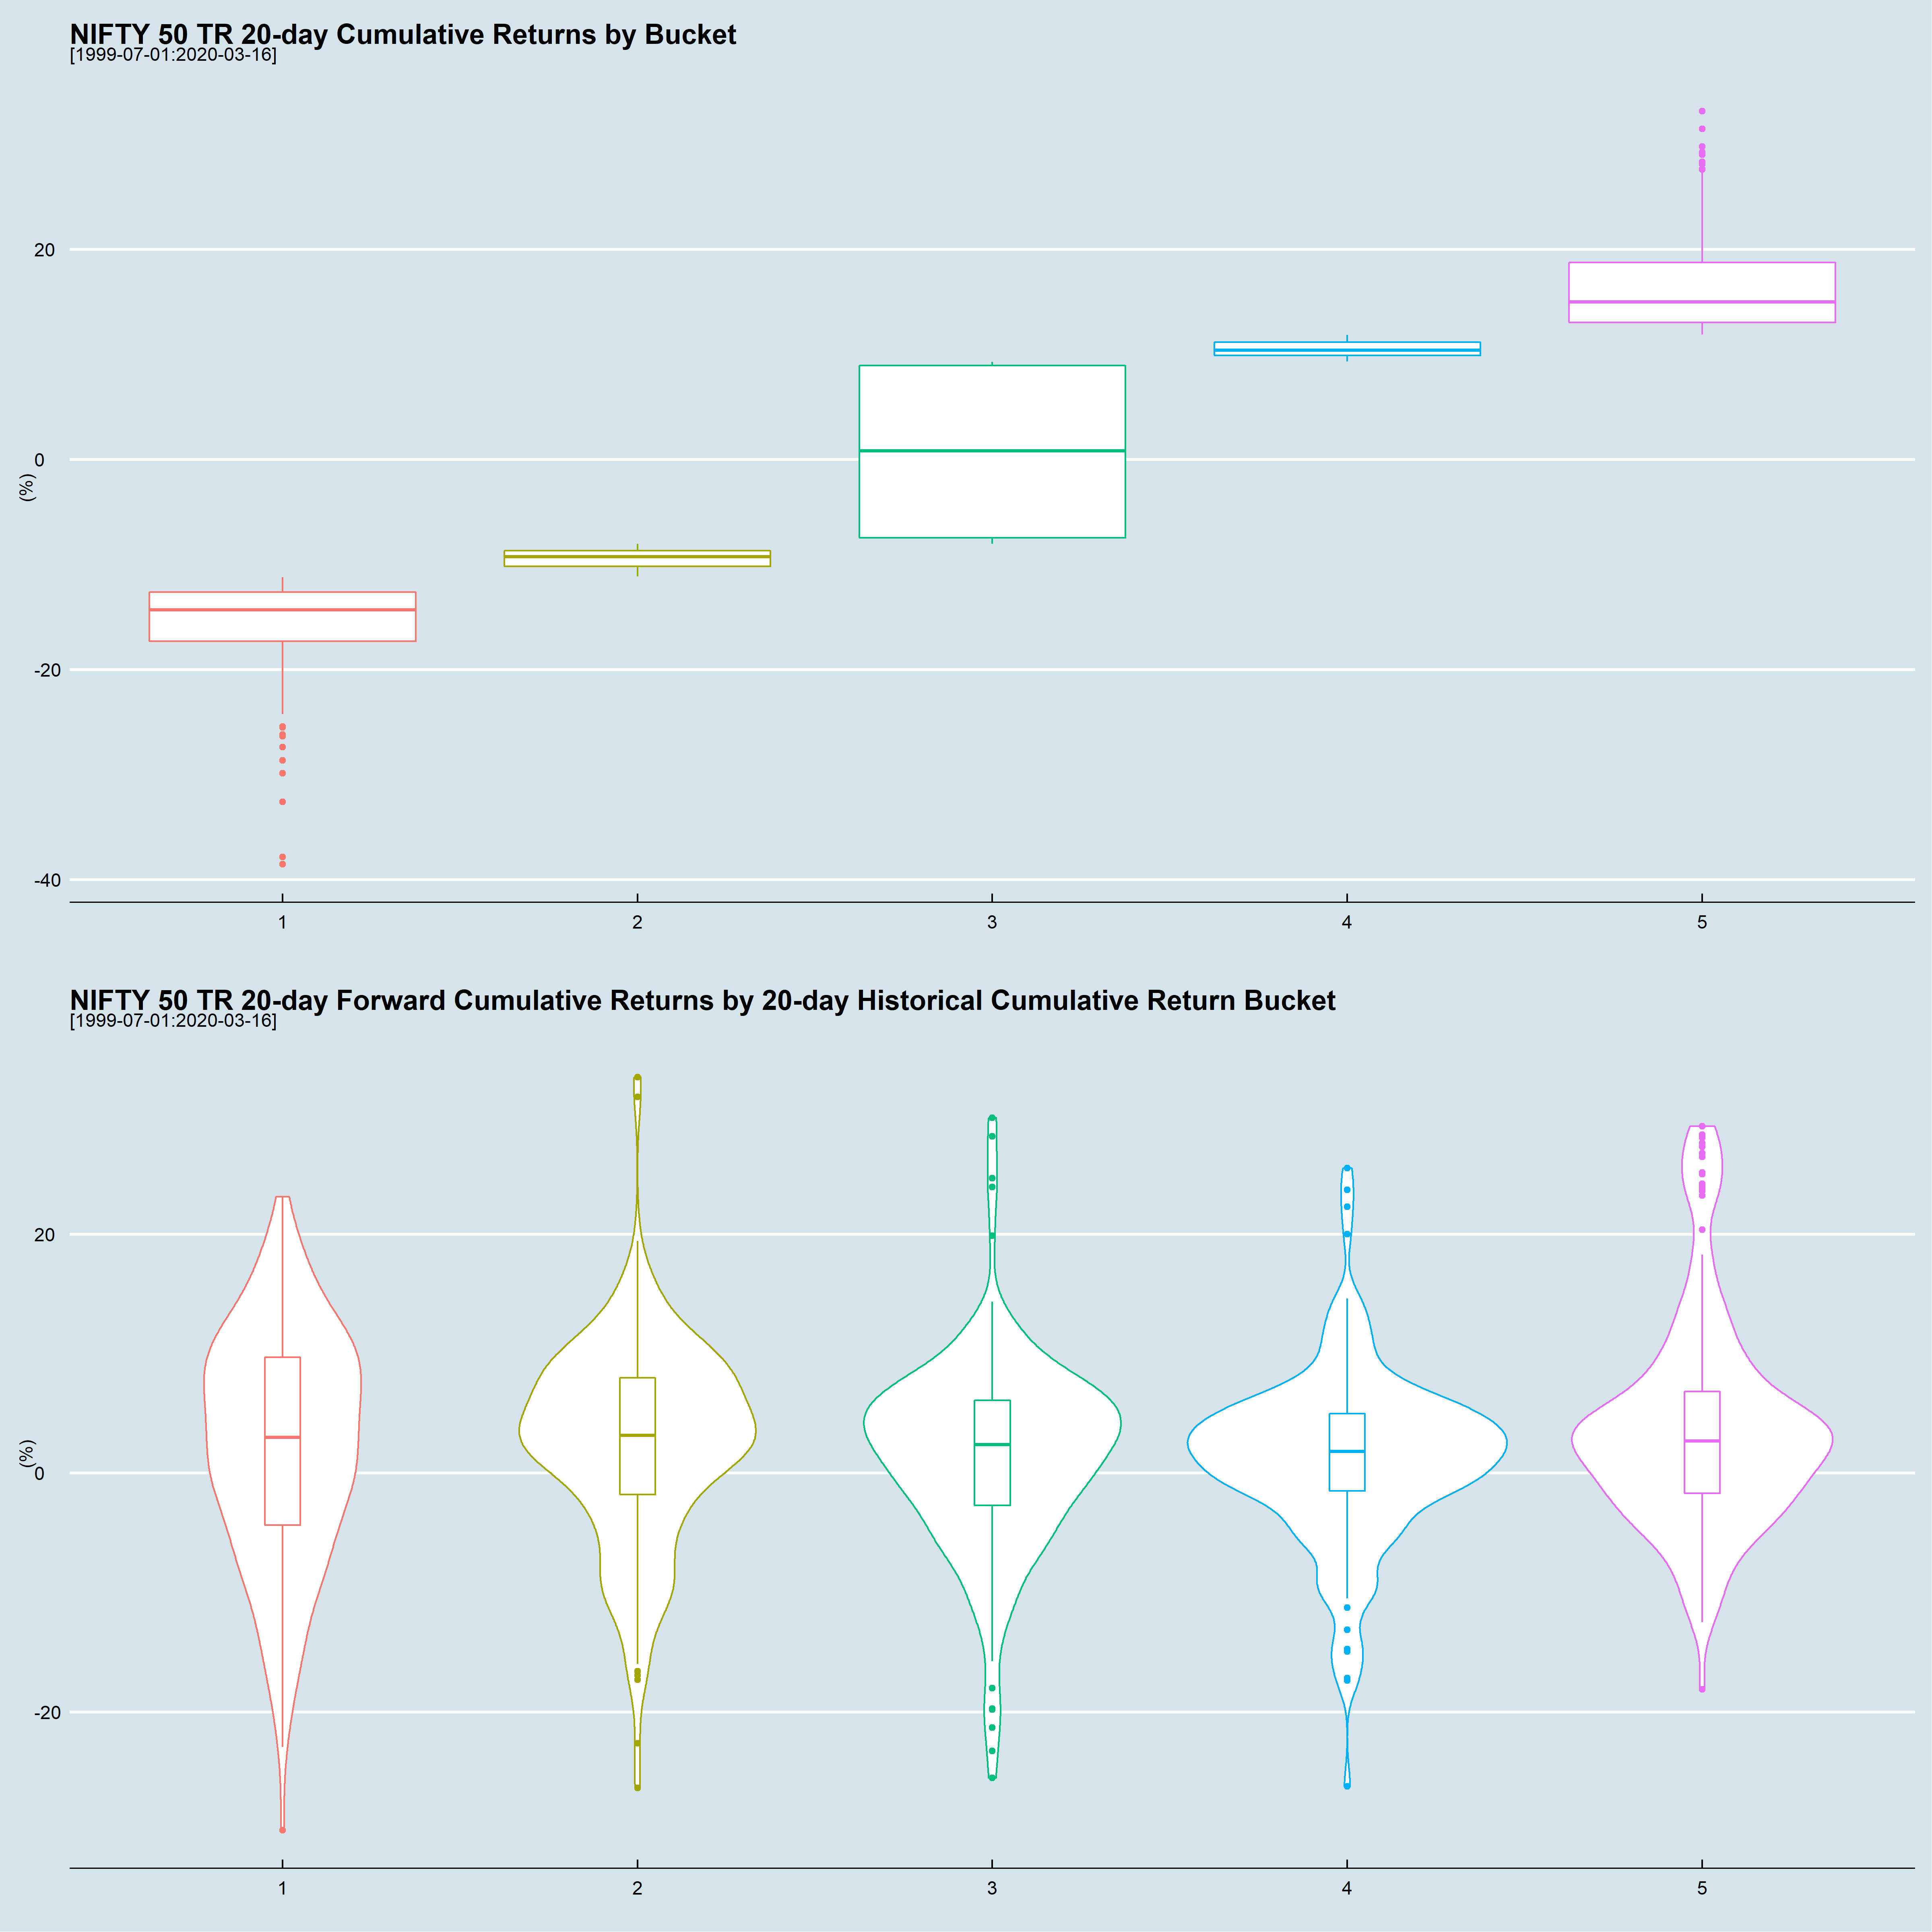 NIFTY 50 TR 20-day Cumulative Returns by Bucket
[1999-07-01:2020-03-16]
20
0
(%)
-20
-40
1 2 3 4 5
NIFTY 50 TR 20-day Forward Cumulative Returns by 20-day Historical Cumulative Return Bucket
[1999-07-01:2020-03-16]
20
(%)
0
-20
1 2 3 4 5